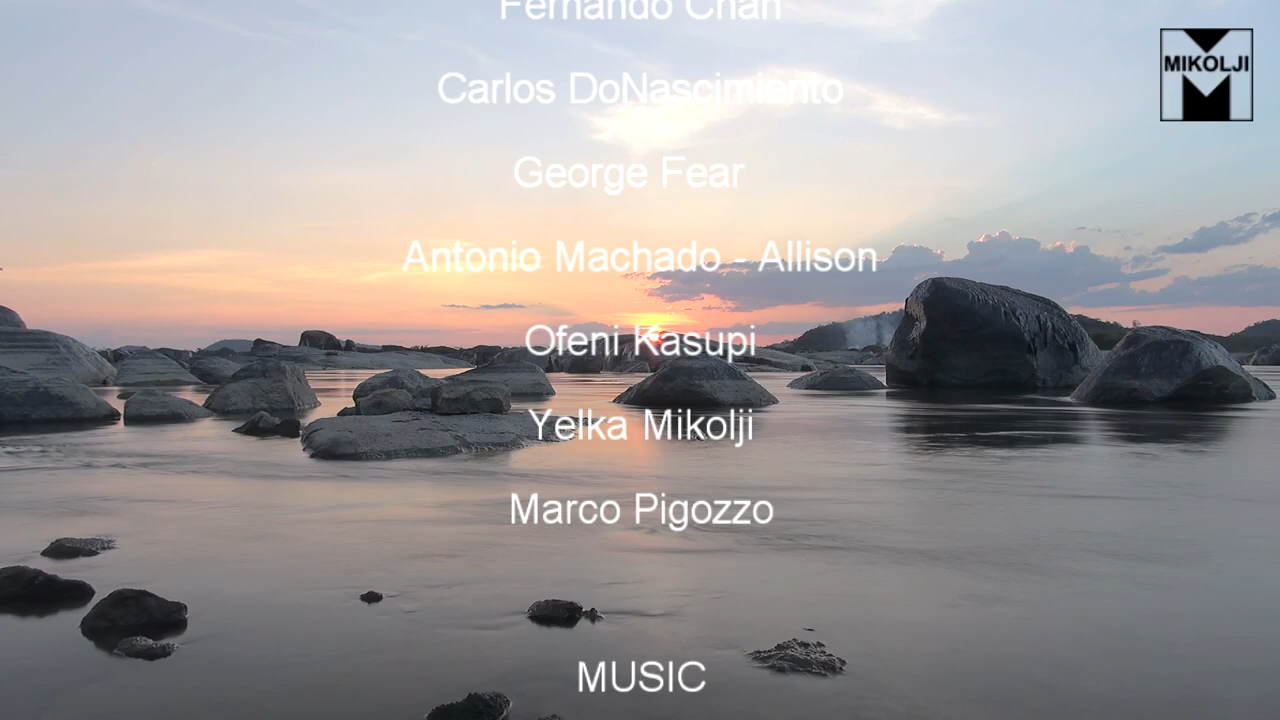 Fernando Chan
MIKOLJI
M
Carlos DoNascimiento
George Fear
Antonio Machado - Allison
Ofeni Kasupi
Yelka Mikolji
Marco Pigozzo
MUSIC